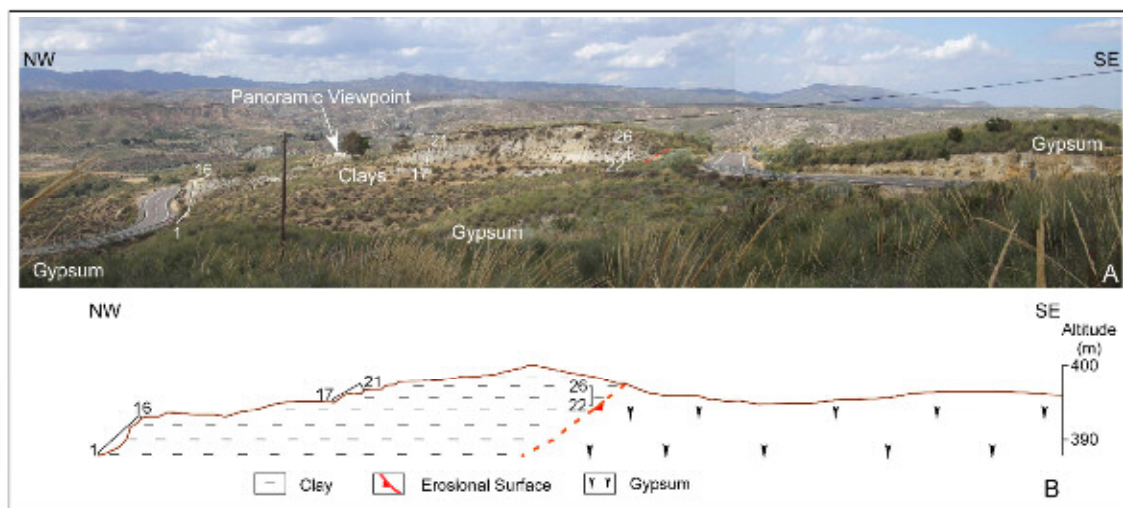 NW
SE
Panoramic Viewpoint
21
26
16
Clays
17
22
Gypsum
1
Gypsum
Gypsum
A
NW
SE
Altitude
(m)
400
21
26
17
16
22
1
390
Clay
Erosional Surface
Gypsum
B